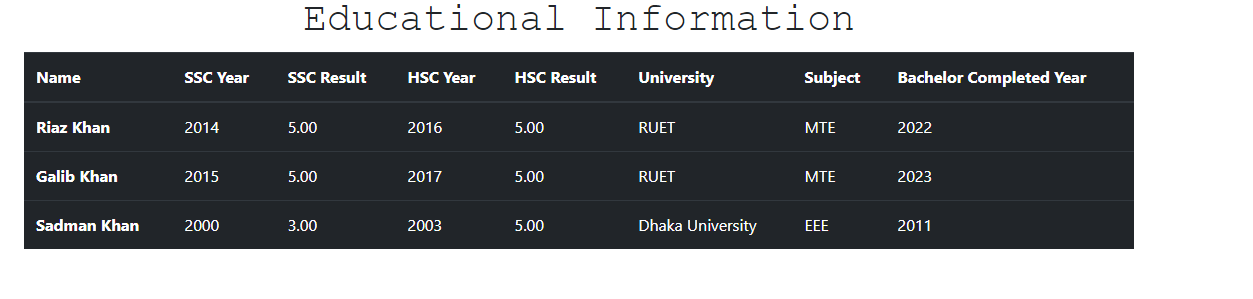 Educational Information
Name SSC Year SSC Result HSC Year HSC Result University Subject Bachelor Completed Year
Riaz Khan 2014 5.00 2016 5.00 RUET MTE 2022
Galib Khan 2015 5.00 2017 5.00 RUET MTE 2023
Sadman Khan 2000 3.00 2003 5.00 Dhaka University EEE 2011